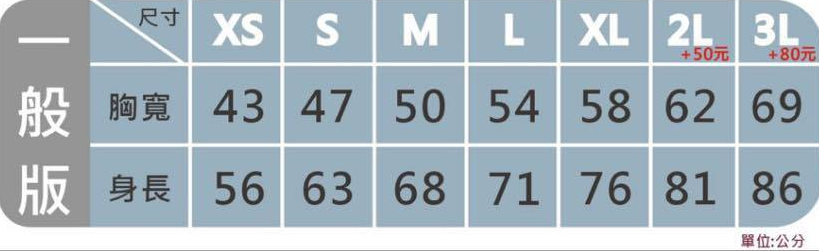 一般版
尺寸 XS S M L XL 2L +50元 3L +80元
胸寬 43 47 50 54 58 62 69
身長 56 63 68 71 76 81 86
單位:公分